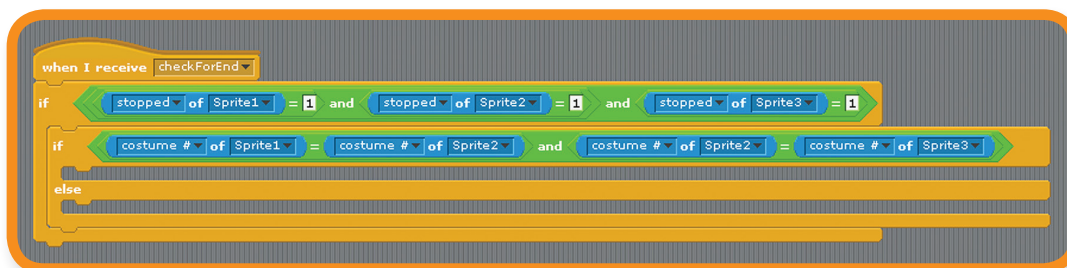 when I receive checkForEnd
if stopped of Sprite1 = 1 and stopped of Sprite2 = 1 and stopped of Sprite3 = 1
if costume # of Sprite1 = costume # of Sprite2 and costume # of Sprite2 = costume # of Sprite3
else